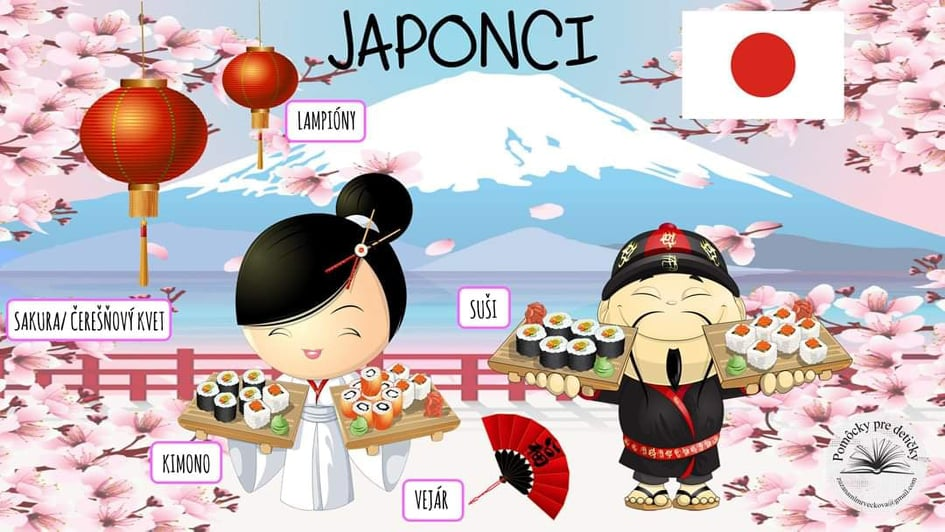 JAPONCI
LAMPIÓNY
SAKURA/ ČEREŠŇOVÝ KVET
SUŠI
KIMONO
VEJÁR
Pomôcky pre detičky